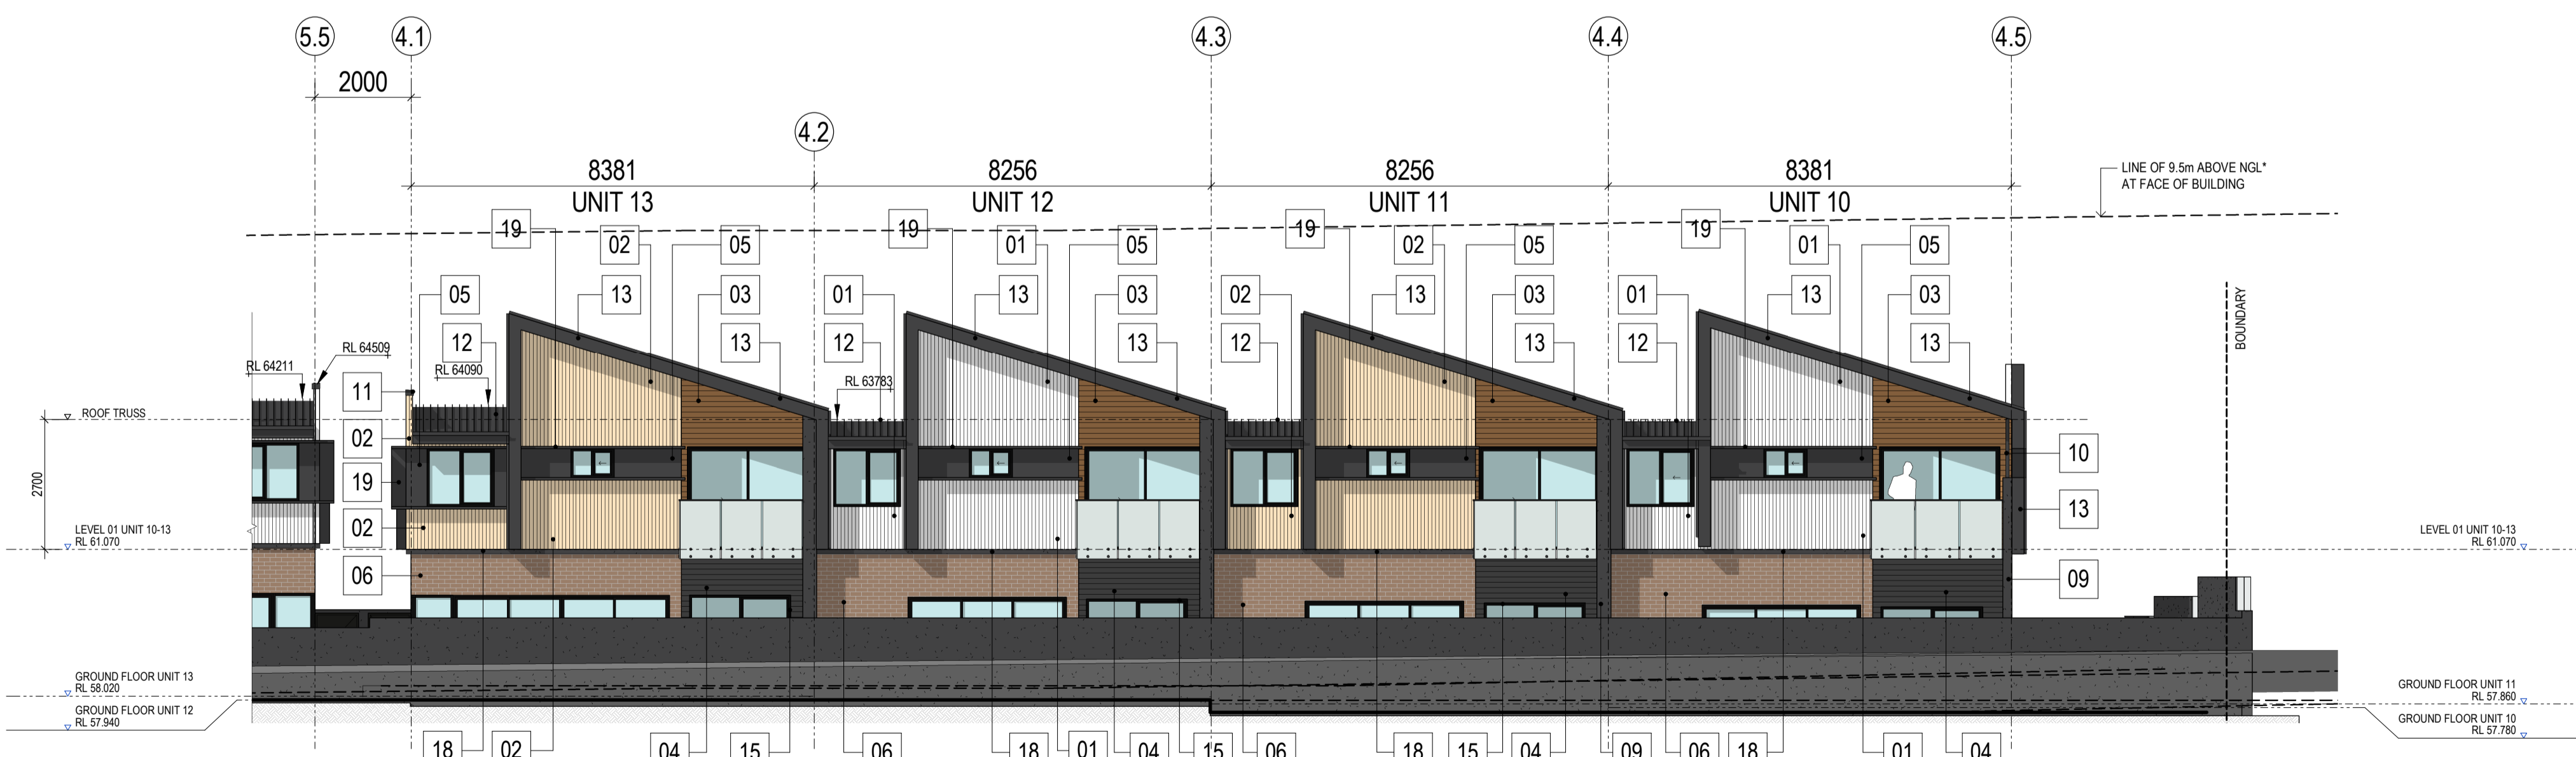 5.5 4.1 4.3 4.4 4.5
2000
4.2
8381 8256 8256 8381
UNIT 13 UNIT 12 UNIT 11 UNIT 10
LINE OF 9.5m ABOVE NGL*
AT FACE OF BUILDING
19 02 05 19 01 05 19 02 05 19 01 05
05 13 03 01 13 03 02 13 03 01 13 03
BOUNDARY
12 13 12 13 12 13 12 13
RL 64509
RL 64211
RL 64090
RL 63783
11
ROOF TRUSS
02
10
2700
19
13
02
LEVEL 01 UNIT 10-13
RL 61.070
LEVEL 01 UNIT 10-13
RL 61.070
06
09
GROUND FLOOR UNIT 13
RL 58.020
GROUND FLOOR UNIT 11
RL 57.860
GROUND FLOOR UNIT 12
RL 57.940
GROUND FLOOR UNIT 10
RL 57.780
18 02 04 15 06 18 01 04 15 06 18 15 04 09 06 18 01 04